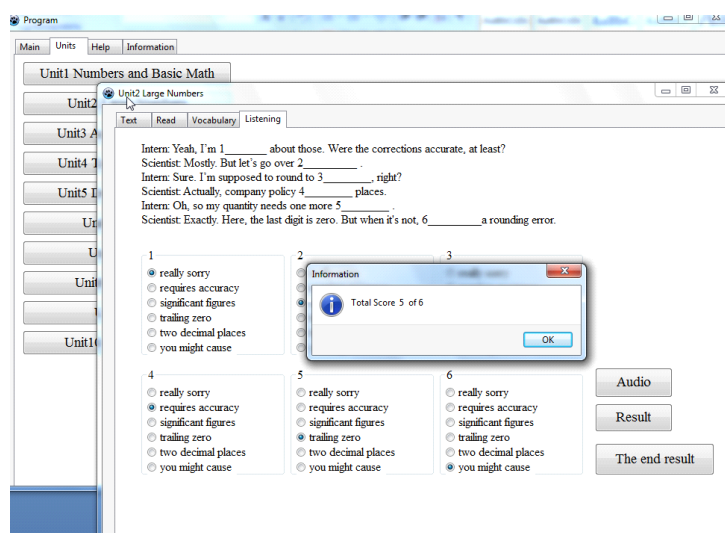 Program
Main Units Help Information
Unit1 Numbers and Basic Math
Unit2
Unit3 A
Unit4 T
Unit5 D
Un
U
Unit
Unit10
Unit2 Large Numbers
Text Read Vocabulary Listening
Intern: Yeah, I'm 1_______ about those. Were the corrections accurate, at least?
Scientist: Mostly. But let's go over 2_________ .
Intern: Sure. I'm supposed to round to 3________, right?
Scientist: Actually, company policy 4________ places.
Intern: Oh, so my quantity needs one more 5________ .
Scientist: Exactly. Here, the last digit is zero. But when it's not, 6_________a rounding error.
1
really sorry
requires accuracy
significant figures
trailing zero
two decimal places
you might cause
2
3
Information
Total Score 5 of 6
OK
4
really sorry
requires accuracy
significant figures
trailing zero
two decimal places
you might cause
5
really sorry
requires accuracy
significant figures
trailing zero
two decimal places
you might cause
6
really sorry
requires accuracy
significant figures
trailing zero
two decimal places
you might cause
Audio
Result
The end result